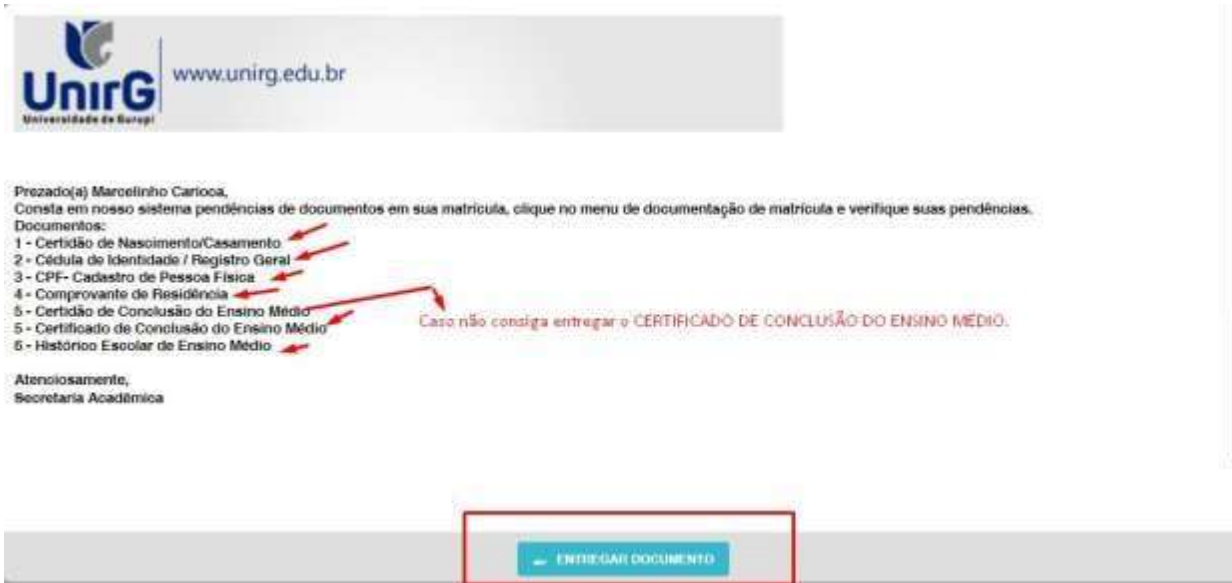 UnirG
www.unirg.edu.br
Universidade de Gurupi
Prezado(a) Marcelinho Carioca,
Consta em nosso sistema pendências de documentos em sua matrícula, clique no menu de documentação de matrícula e verifique suas pendências.
Documentos:
1 - Certidão de Nascimento/Casamento
2 - Cédula de Identidade / Registro Geral
3 - CPF- Cadastro de Pessoa Física
4 - Comprovante de Residência
5 - Certidão de Conclusão do Ensino Médio
5 - Certificado de Conclusão do Ensino Médio
Caso não consiga entregar o CERTIFICADO DE CONCLUSÃO DO ENSINO MÉDIO.
6 - Histórico Escolar de Ensino Médio
Atenciosamente,
Secretaria Acadêmica
ENTREGAR DOCUMENTO